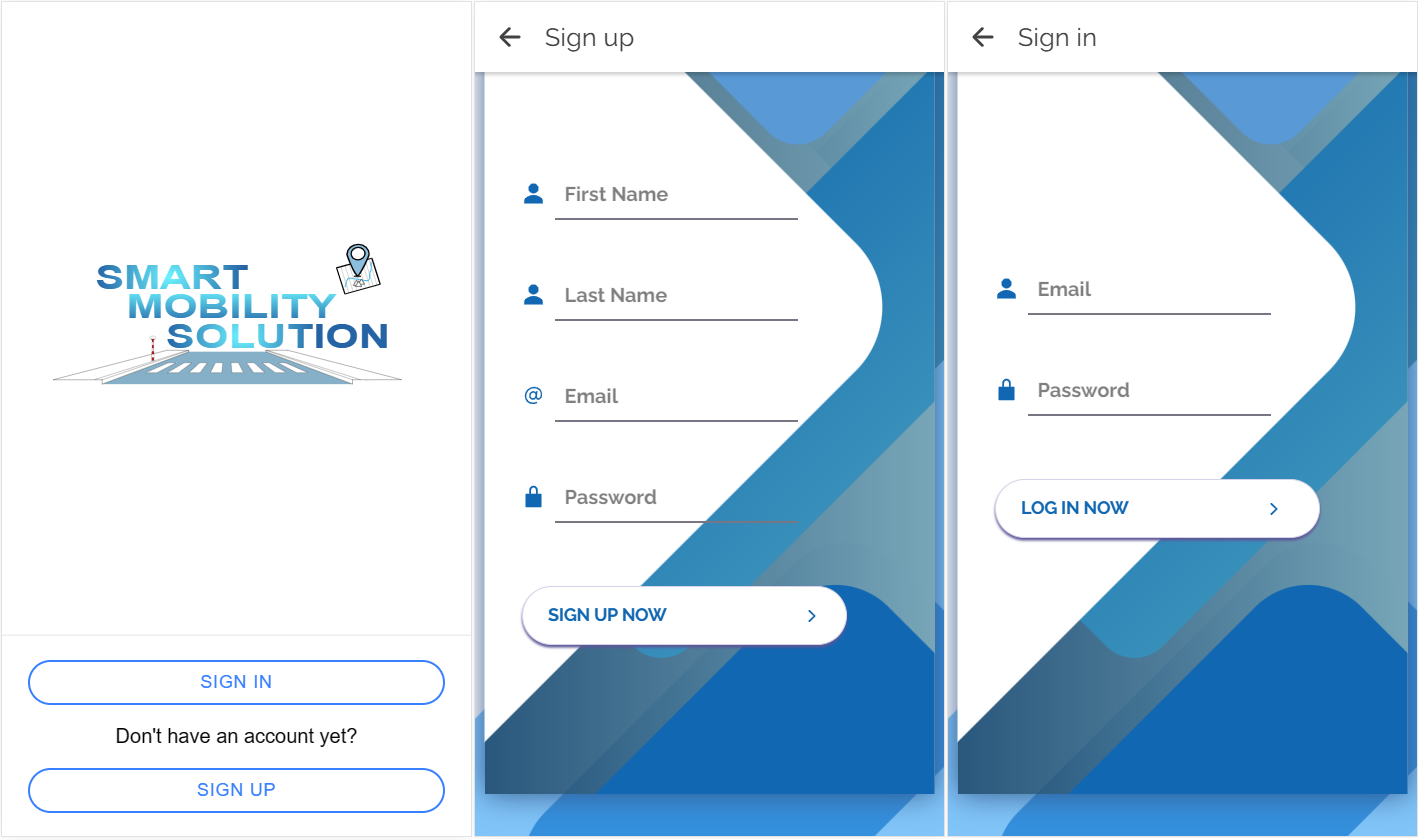 SMART
MOBILITY
SOLUTION
SIGN IN
Don't have an account yet?
SIGN UP
Sign up
First Name
Last Name
@ Email
Password
SIGN UP NOW
Sign in
Email
Password
LOG IN NOW